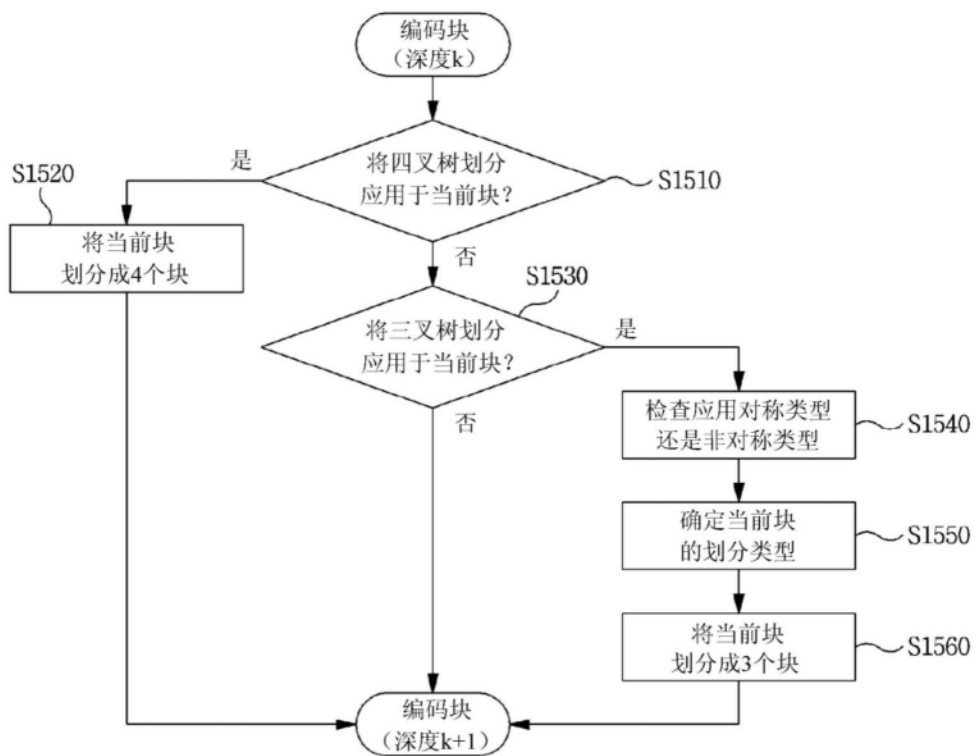 编码块
（深度k）
将四叉树划分
应用于当前块？
S1510
是
S1520
将当前块
划分成4个块
否
S1530
将三叉树划分
应用于当前块？
是
否
检查应用对称类型
还是非对称类型
S1540
确定当前块
的划分类型
S1550
将当前块
划分成3个块
S1560
编码块
（深度k+1）